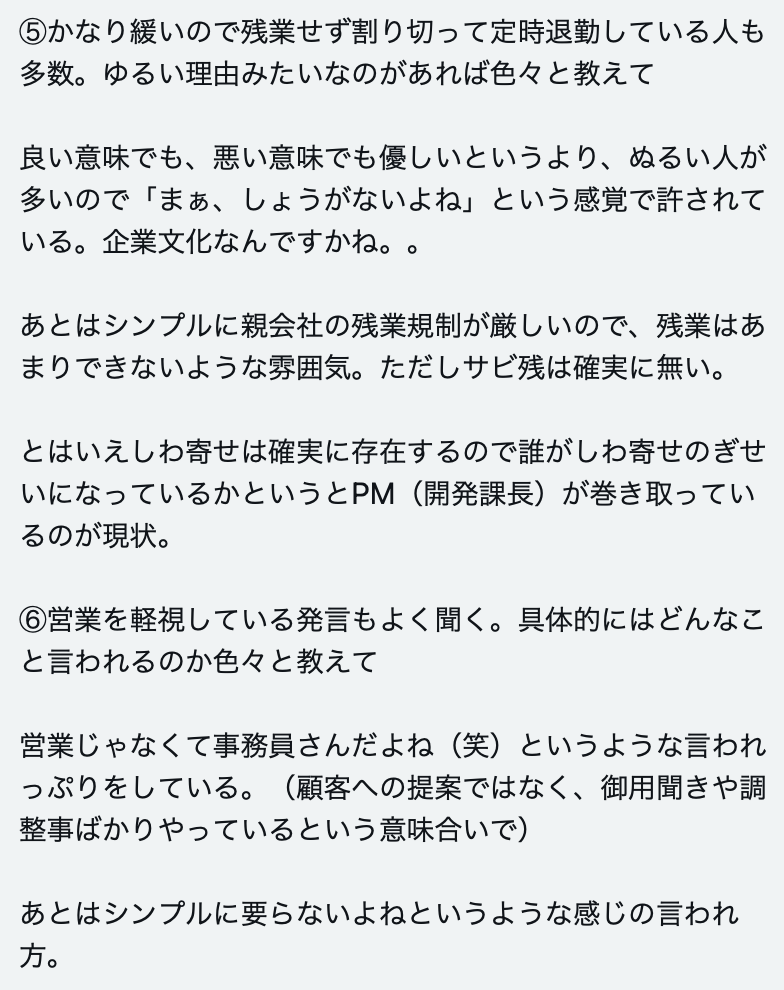 ⑤かなり緩いので残業せず割り切って定時退勤している人も
多数。ゆるい理由みたいなのがあれば色々と教えて
良い意味でも、悪い意味でも優しいというより、ぬるい人が
多いので「まぁ、しょうがないよね」という感覚で許されて
いる。企業文化なんですかね。。
あとはシンプルに親会社の残業規制が厳しいので、残業はあ
まりできないような雰囲気。ただしサビ残は確実に無い。
とはいえしわ寄せは確実に存在するので誰がしわ寄せのぎせ
いになっているかというとPM（開発課長）が巻き取ってい
るのが現状。
⑥営業を軽視している発言もよく聞く。具体的にはどんなこ
と言われるのか色々と教えて
営業じゃなくて事務員さんだよね（笑）というような言われ
っぷりをしている。（顧客への提案ではなく、御用聞きや調
整事ばかりやっているという意味合いで）
あとはシンプルに要らないよねというような感じの言われ
方。